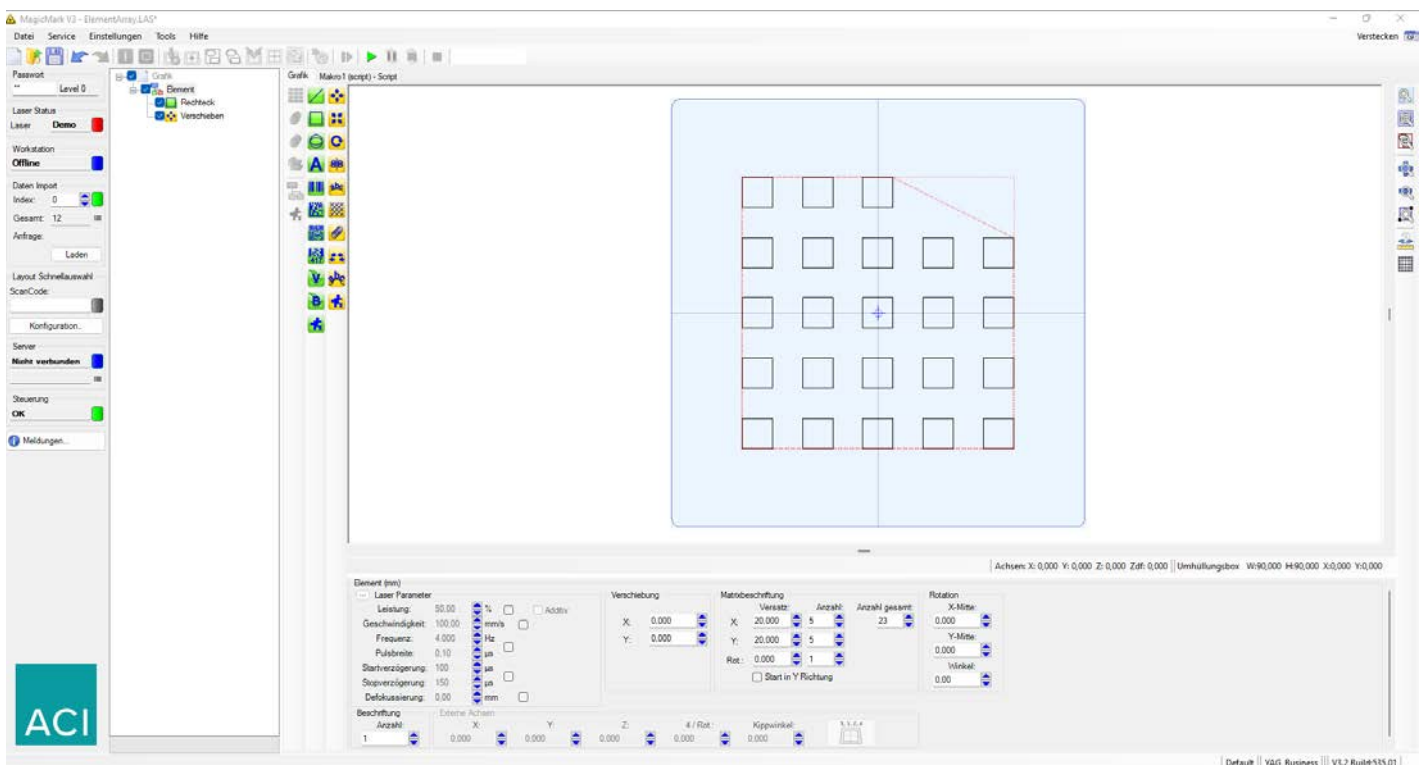 MagicMark V3 - ElementArray.LAS*
Datei Service Einstellungen Tools Hilfe
Verstecken
Passwort
** Level 0
Laser Status
Laser Demo
Workstation
Offline
Daten Import
Index: 0
Gesamt: 12
Anfrage:
Laden
Layout Schnellauswahl
ScanCode:
Konfiguration..
Server
Nicht verbunden
Steuerung
OK
Meldungen...
ACI
Grafik
Element
Rechteck
Verschieben
Grafik Makro1 (script) - Script
Achsen: X: 0,000 Y: 0,000 Z: 0,000 Zdf: 0,000 Umhüllungsbox W:90,000 H:90,000 X:0,000 Y:0,000
Element (mm)
Laser Parameter
Leistung: 50,00 % Additiv
Geschwindigkeit: 100,00 mm/s
Frequenz: 4.000 Hz
Pulsbreite: 0,10 µs
Startverzögerung: 100 µs
Stopverzögerung: 150 µs
Defokussierung: 0,00 mm
Verschiebung
X: 0.000
Y: 0.000
Matrixbeschriftung
Versatz: Anzahl: Anzahl gesamt:
X: 20.000 5 23
Y: 20.000 5
Rot.: 0.000 1
Start in Y Richtung
Rotation
X-Mitte:
0.000
Y-Mitte:
0.000
Winkel:
0.00
Beschriftung
Anzahl:
1
Externe Achsen
X: Y: Z: 4 / Rot.: Kippwinkel:
0.000 0.000 0.000 0.000 0.000
Default YAG_Business V3.2 Build:535.01